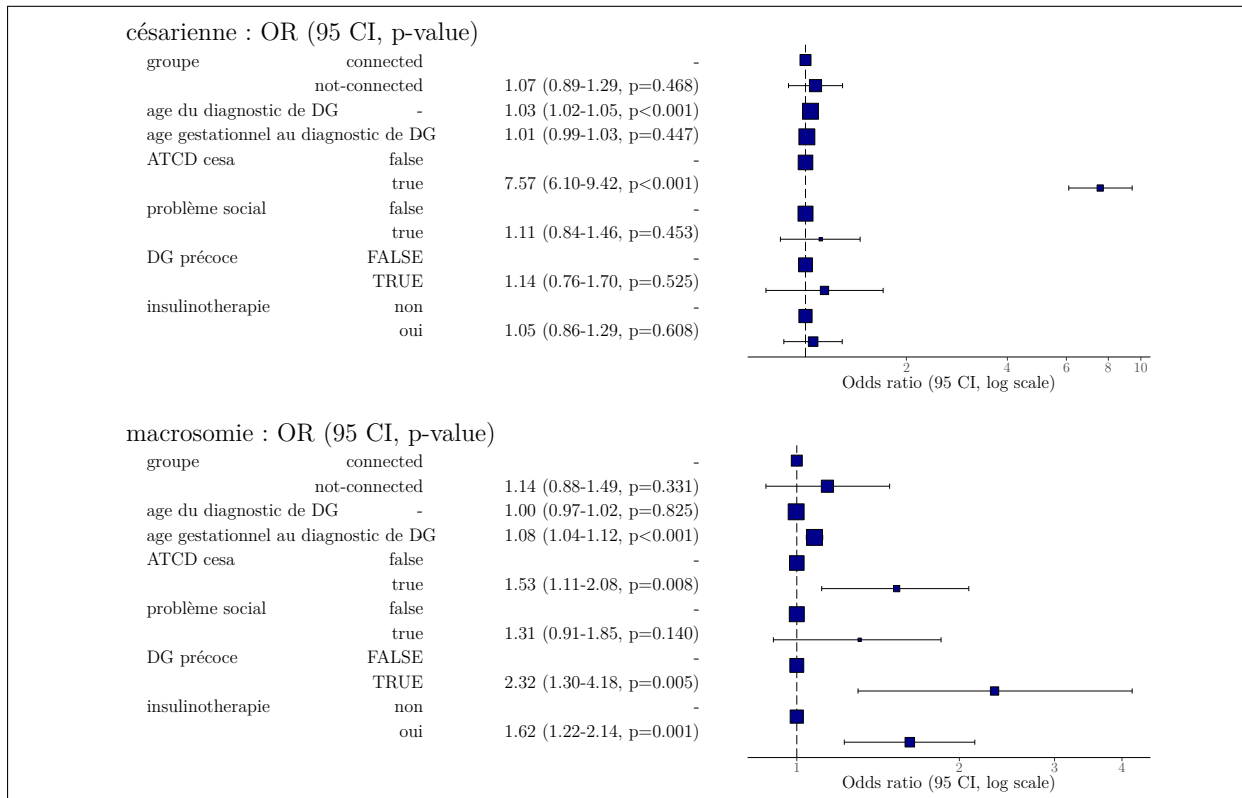 césarienne : OR (95 CI, p-value)
groupe connected -
not-connected 1.07 (0.89-1.29, p=0.468)
age du diagnostic de DG - 1.03 (1.02-1.05, p<0.001)
age gestationnel au diagnostic de DG - 1.01 (0.99-1.03, p=0.447)
ATCD cesa false -
true 7.57 (6.10-9.42, p<0.001)
problème social false -
true 1.11 (0.84-1.46, p=0.453)
DG précoce FALSE -
TRUE 1.14 (0.76-1.70, p=0.525)
insulinotherapie non -
oui 1.05 (0.86-1.29, p=0.608)
2 4 6 8 10
Odds ratio (95 CI, log scale)
macrosomie : OR (95 CI, p-value)
groupe connected -
not-connected 1.14 (0.88-1.49, p=0.331)
age du diagnostic de DG - 1.00 (0.97-1.02, p=0.825)
age gestationnel au diagnostic de DG - 1.08 (1.04-1.12, p<0.001)
ATCD cesa false -
true 1.53 (1.11-2.08, p=0.008)
problème social false -
true 1.31 (0.91-1.85, p=0.140)
DG précoce FALSE -
TRUE 2.32 (1.30-4.18, p=0.005)
insulinotherapie non -
oui 1.62 (1.22-2.14, p=0.001)
1 2 3 4
Odds ratio (95 CI, log scale)